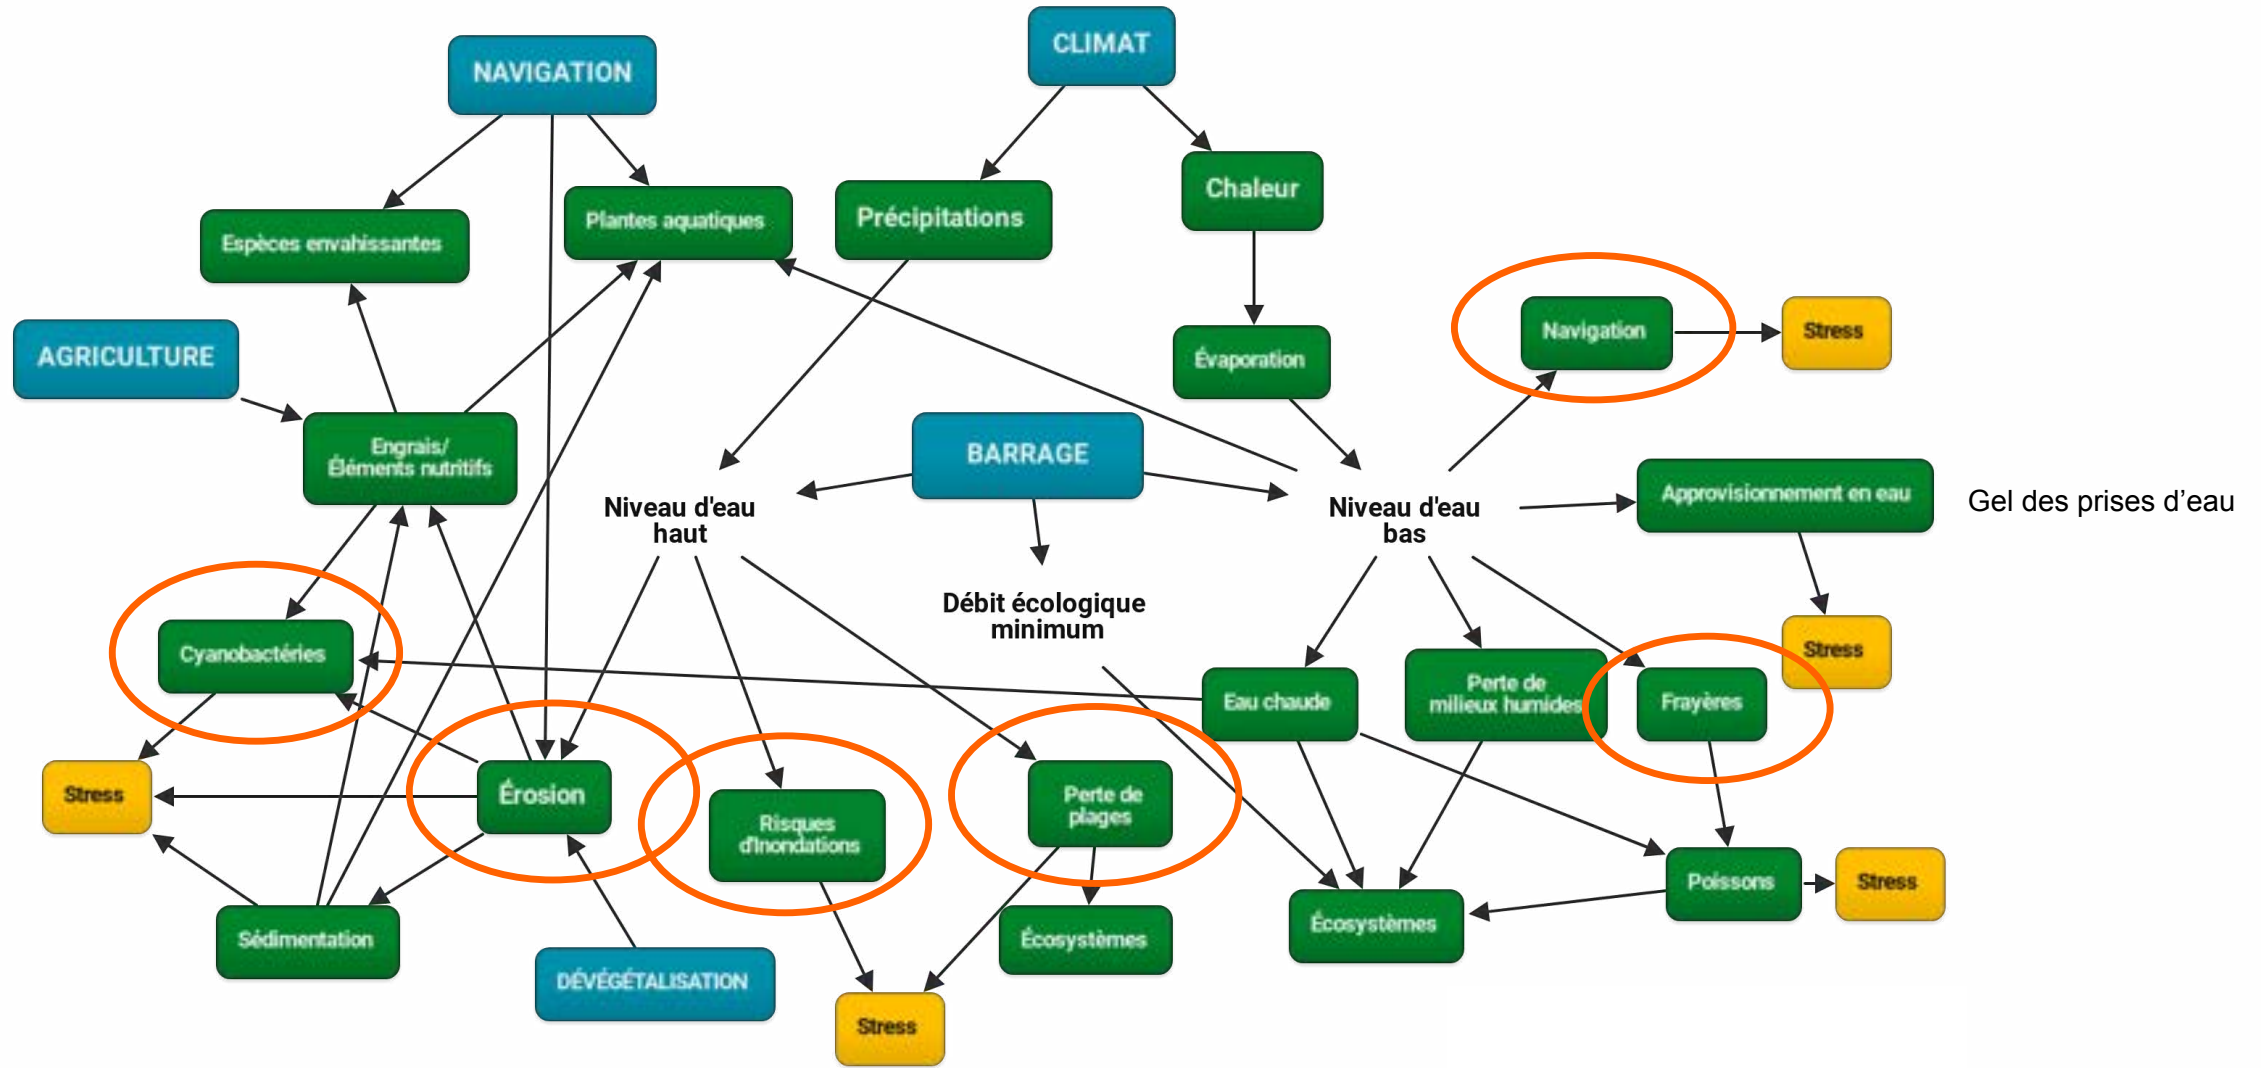 CLIMAT
NAVIGATION
Chaleur
Précipitations
Plantes aquatiques
Espèces envahissantes
Navigation
Stress
AGRICULTURE
Évaporation
Engrais/
Éléments nutritifs
BARRAGE
Niveau d'eau
haut
Niveau d'eau
bas
Approvisionnement en eau
Gel des prises d’eau
Débit écologique
minimum
Cyanobactéries
Stress
Eau chaude
Perte de
milieux humides
Frayères
Stress
Érosion
Risques
d'Inondations
Perte de
plages
Poissons
Stress
Sédimentation
Écosystèmes
Écosystèmes
DÉVÉGÉTALISATION
Stress